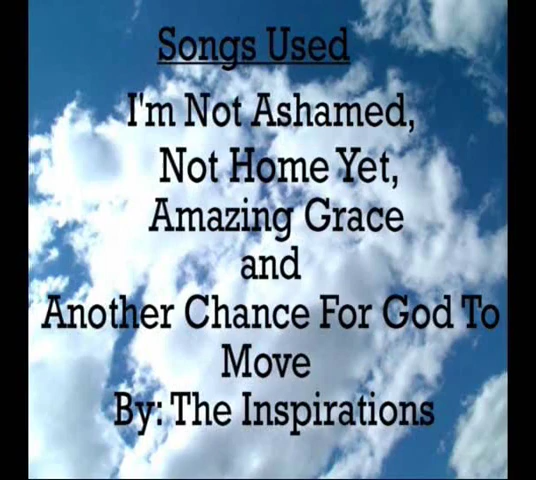 Songs Used
I'm Not Ashamed,
Not Home Yet,
Amazing Grace
and
Another Chance For God To
Move
By: The Inspirations